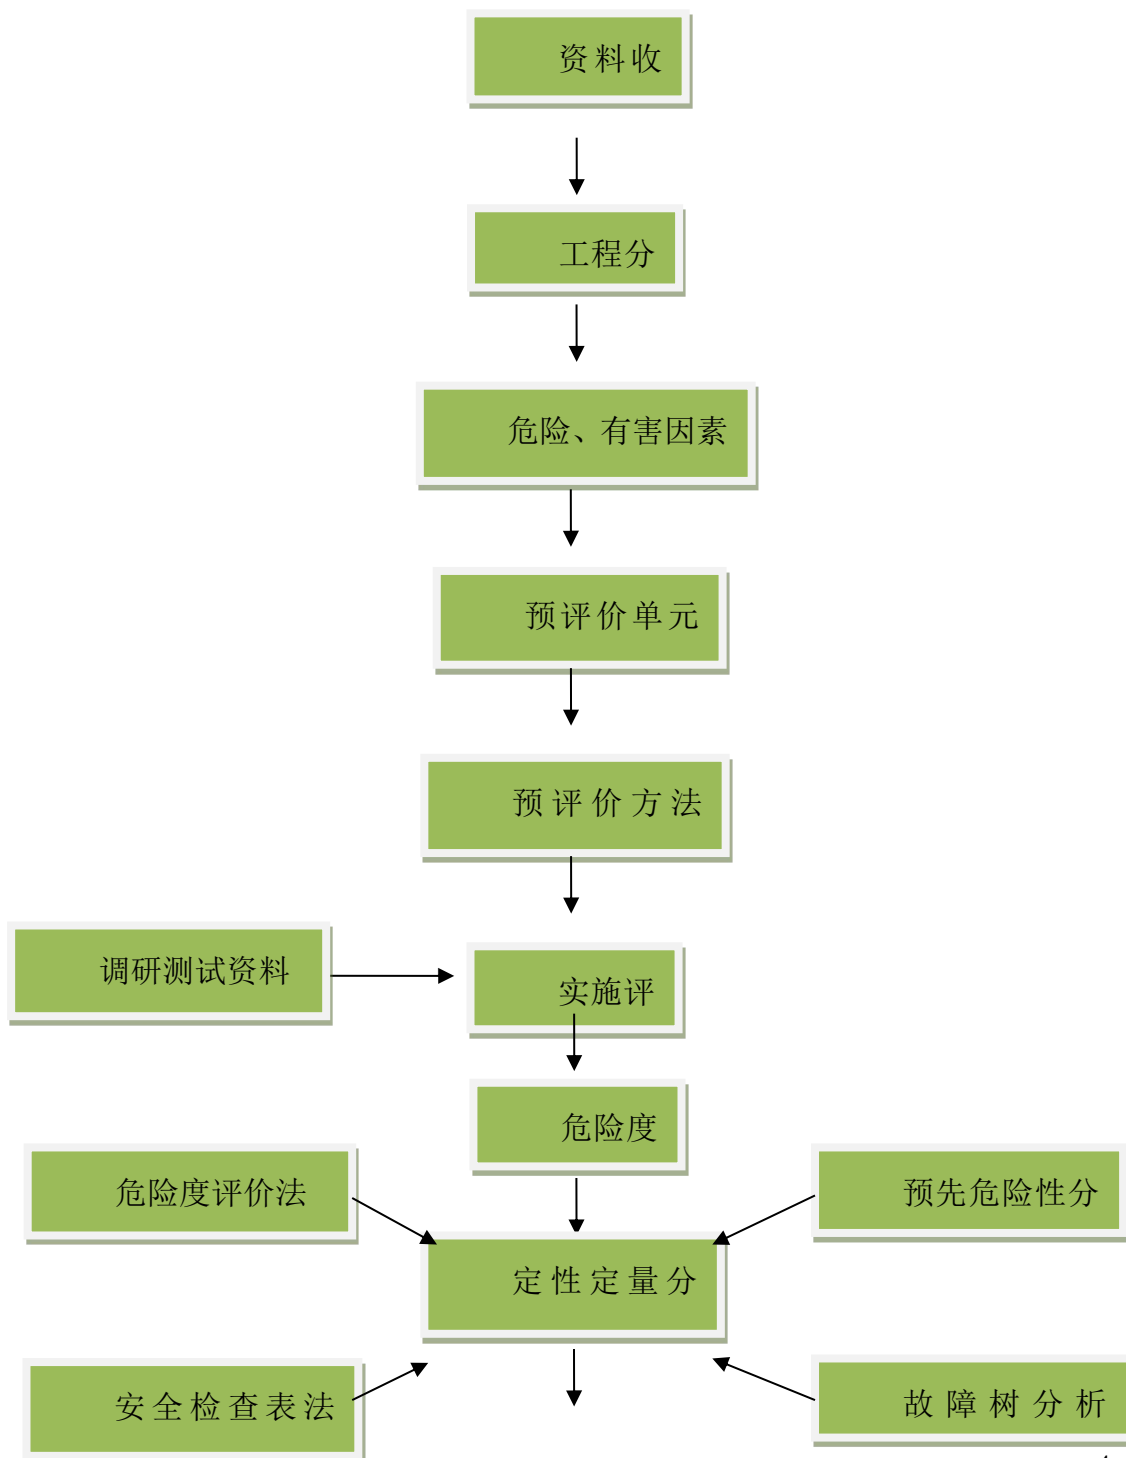 资料收
工程分
危险、有害因素
预评价单元
预评价方法
调研测试资料
实施评
危险度
危险度评价法
预先危险性分
定性定量分
安全检查表法
故障树分析